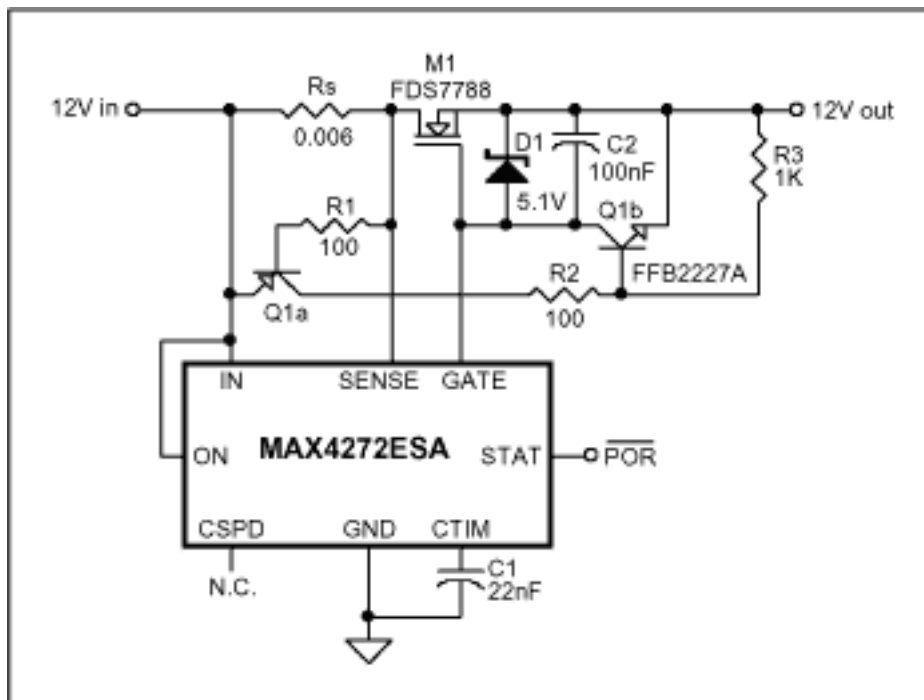 M1
FDS7788
Rs
12V in
0.006
12V out
D1
C2
100nF
R3
1K
5.1V
Q1b
R1
100
FFB2227A
R2
100
Q1a
IN
SENSE
GATE
MAX4272ESA
ON
STAT
POR
CSPD
GND
CTIM
N.C.
C1
22nF